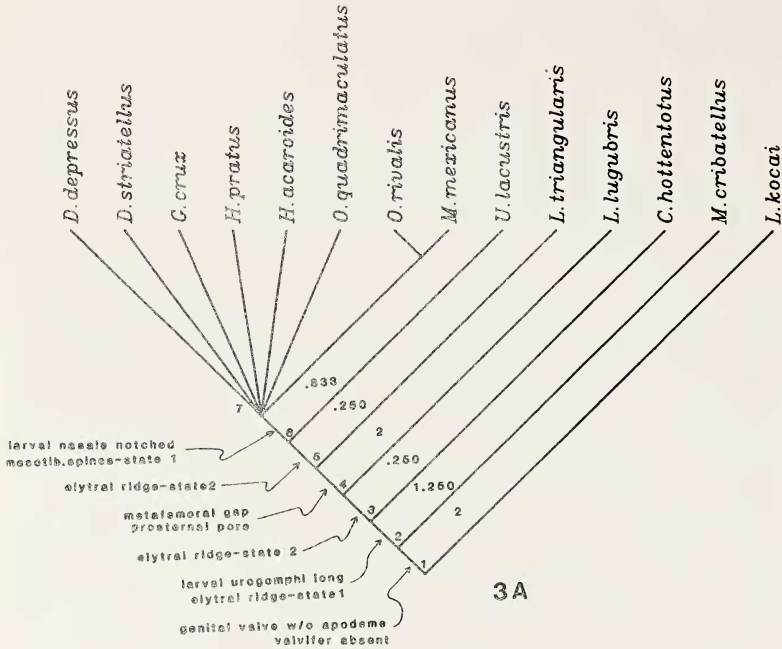 D. depressus
D. striatellus
G. crux
H. pratus
H. acaroides
O. quadrimaculatus
O. rivalis
M. mexicanus
U. lacustris
L. triangularis
L. lugubris
C. hottentotus
M. cribatellus
L. kocai
7
.833
6
.250
5
2
4
.250
3
1.250
2
2
1
larval nasale notched
mesotib.spines-state 1
elytral ridge-state2
metafemoral gap
prosternal pore
elytral ridge-state 2
larval urogomphi long
elytral ridge-state1
genital valve w/o apodeme
valvifer absent
3A